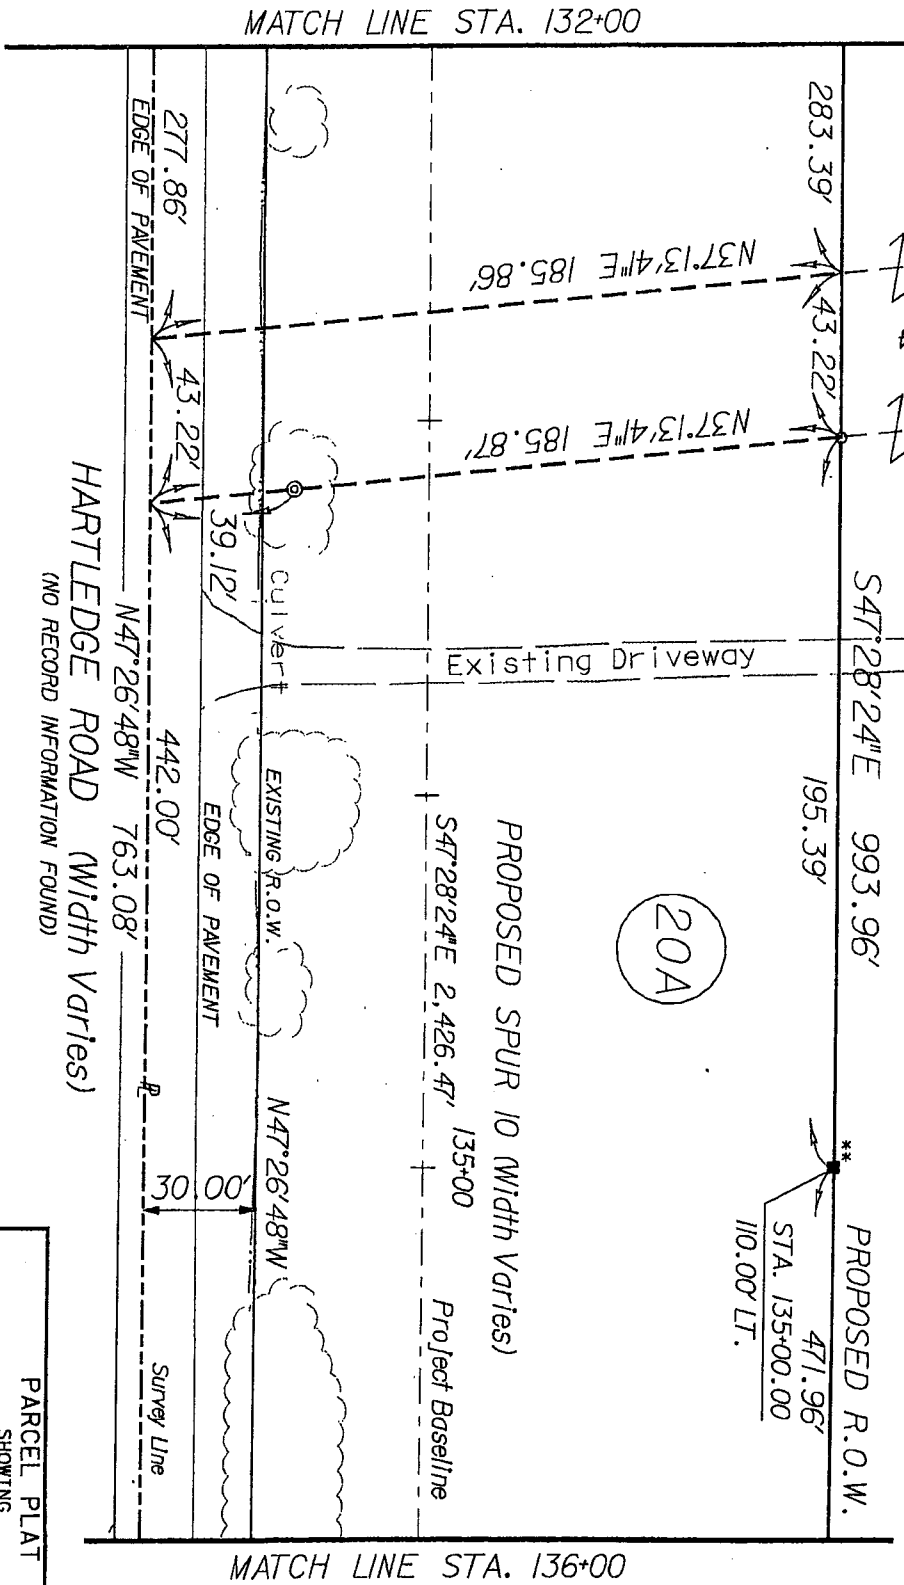 MATCH LINE STA. 132+00
283.39'
277.86'
EDGE OF PAVEMENT
N37°13'41"E 185.86'
43.22'
43.22'
N37°13'41"E 185.87'
39.12'
Culvert
Existing Driveway
S47°28'24"E 993.96'
195.39'
20A
PROPOSED SPUR 10 (Width Varies)
S47°28'24"E 2,426.47'
135+00
Project Baseline
EXISTING R.O.W.
N47°26'48"W
EDGE OF PAVEMENT
442.00'
N47°26'48"W 763.08'
HARTLEDGE ROAD (Width Varies)
(NO RECORD INFORMATION FOUND)
PL
30.00'
Survey Line
**
PROPOSED R.O.W.
471.96'
STA. 135+00.00
110.00' LT.
PARCEL PLAT
SHOWING
MATCH LINE STA. 136+00